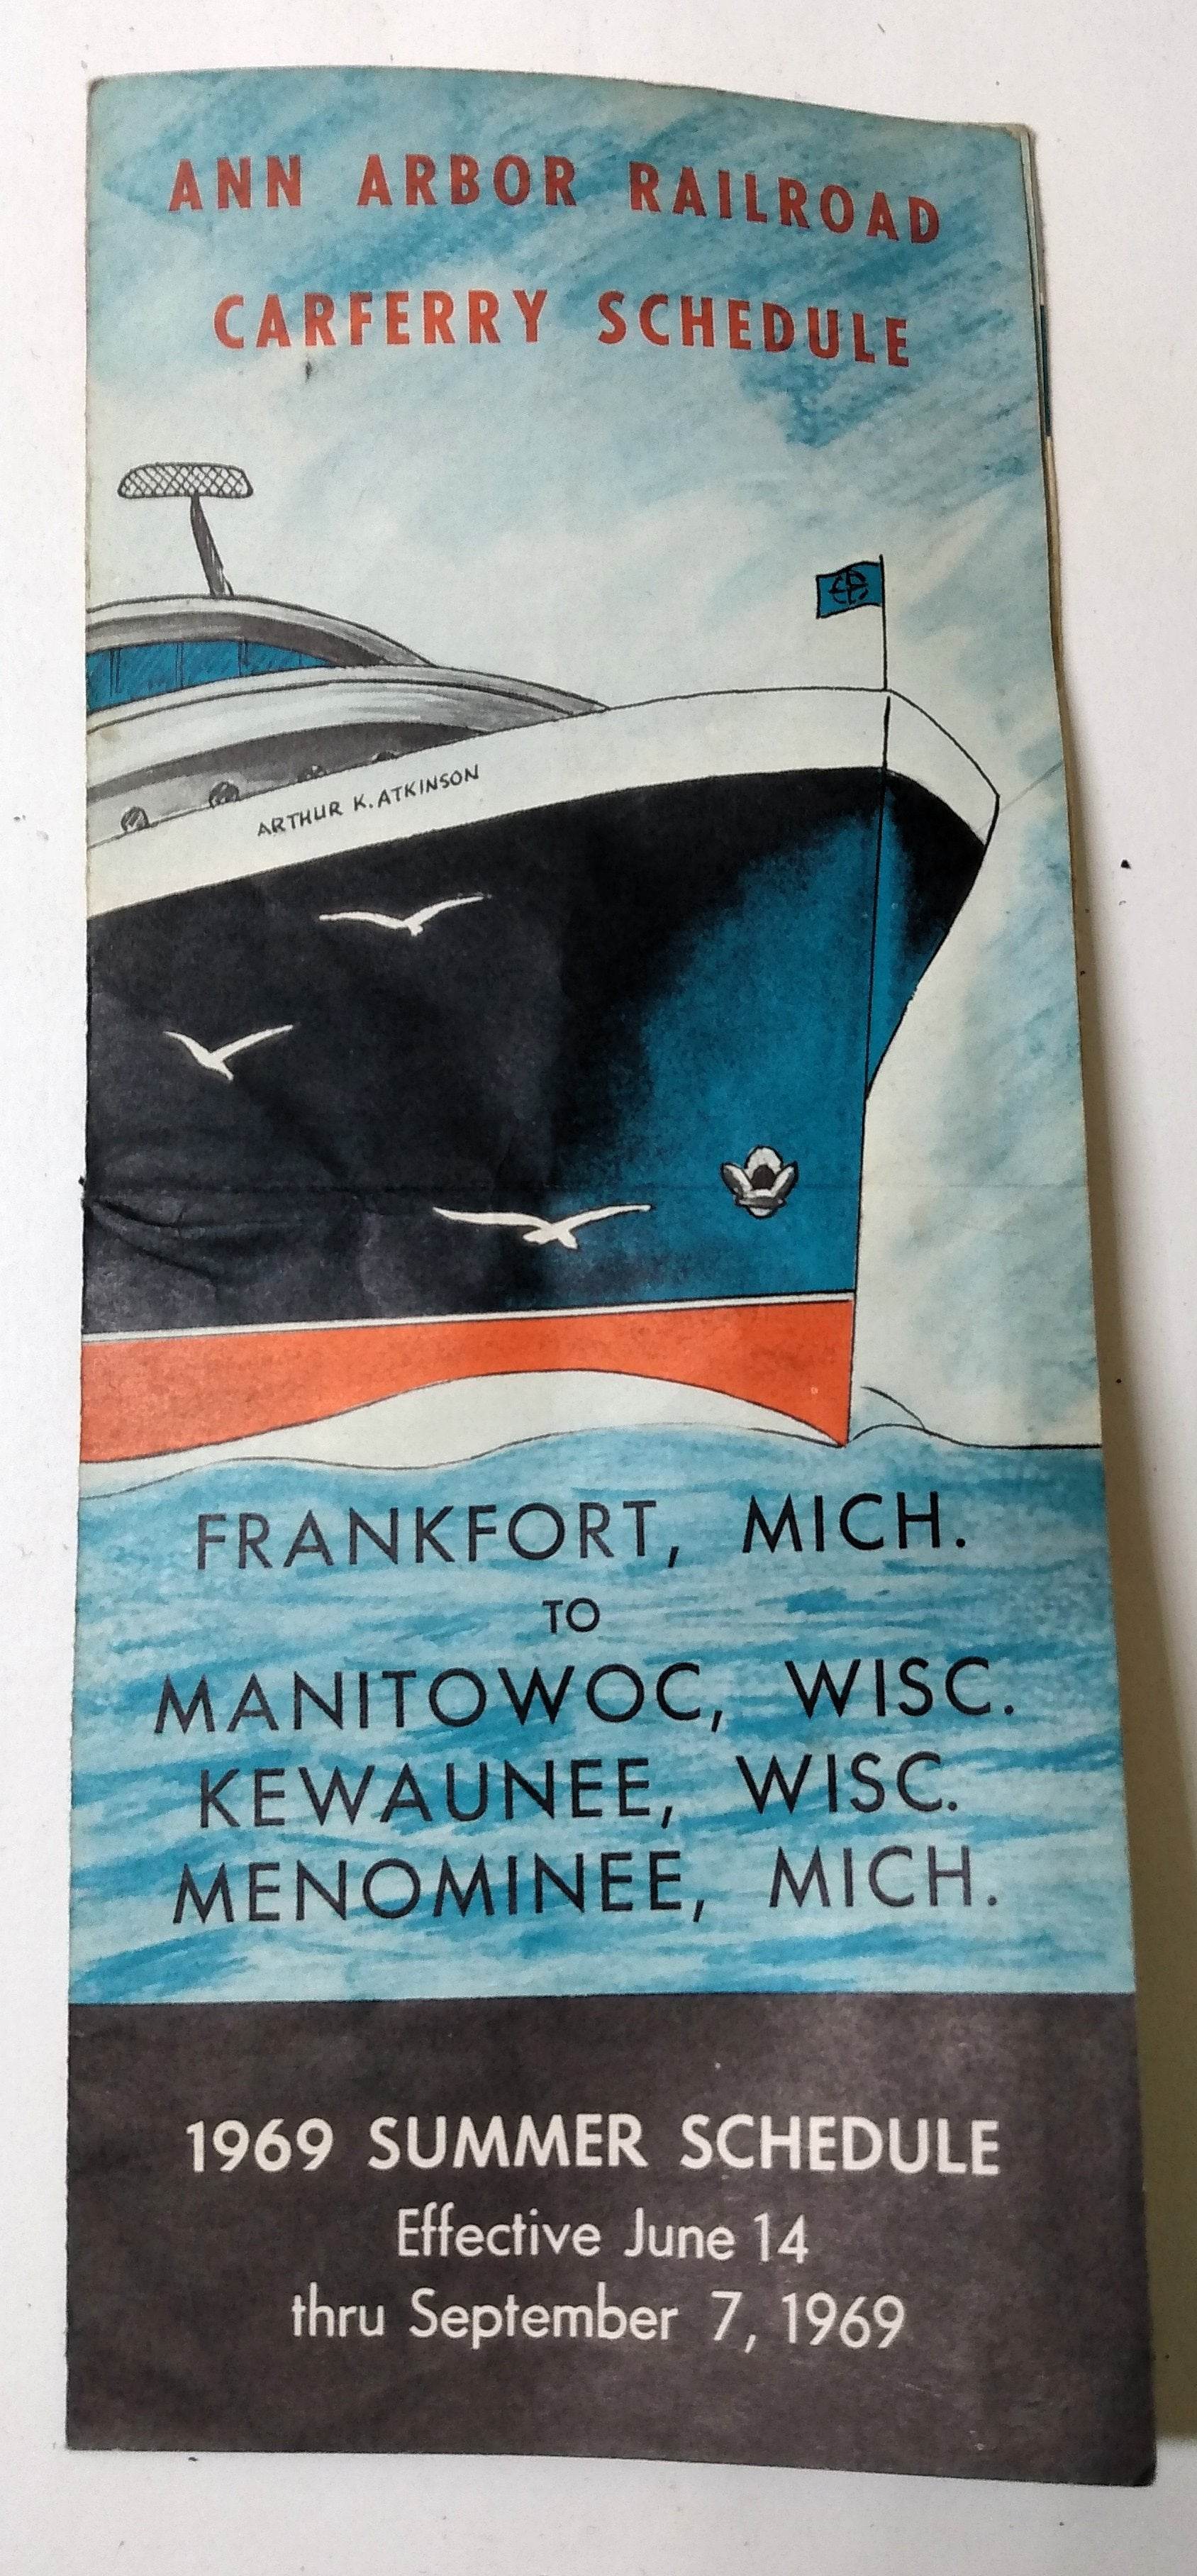 ANN ARBOR RAILROAD
CARFERRY SCHEDULE
ARTHUR K. ATKINSON
FRANKFORT, MICH.
TO
MANITOWOC, WISC.
KEWAUNEE, WISC.
MENOMINEE, MICH.
1969 SUMMER SCHEDULE
Effective June 14
thru September 7, 1969